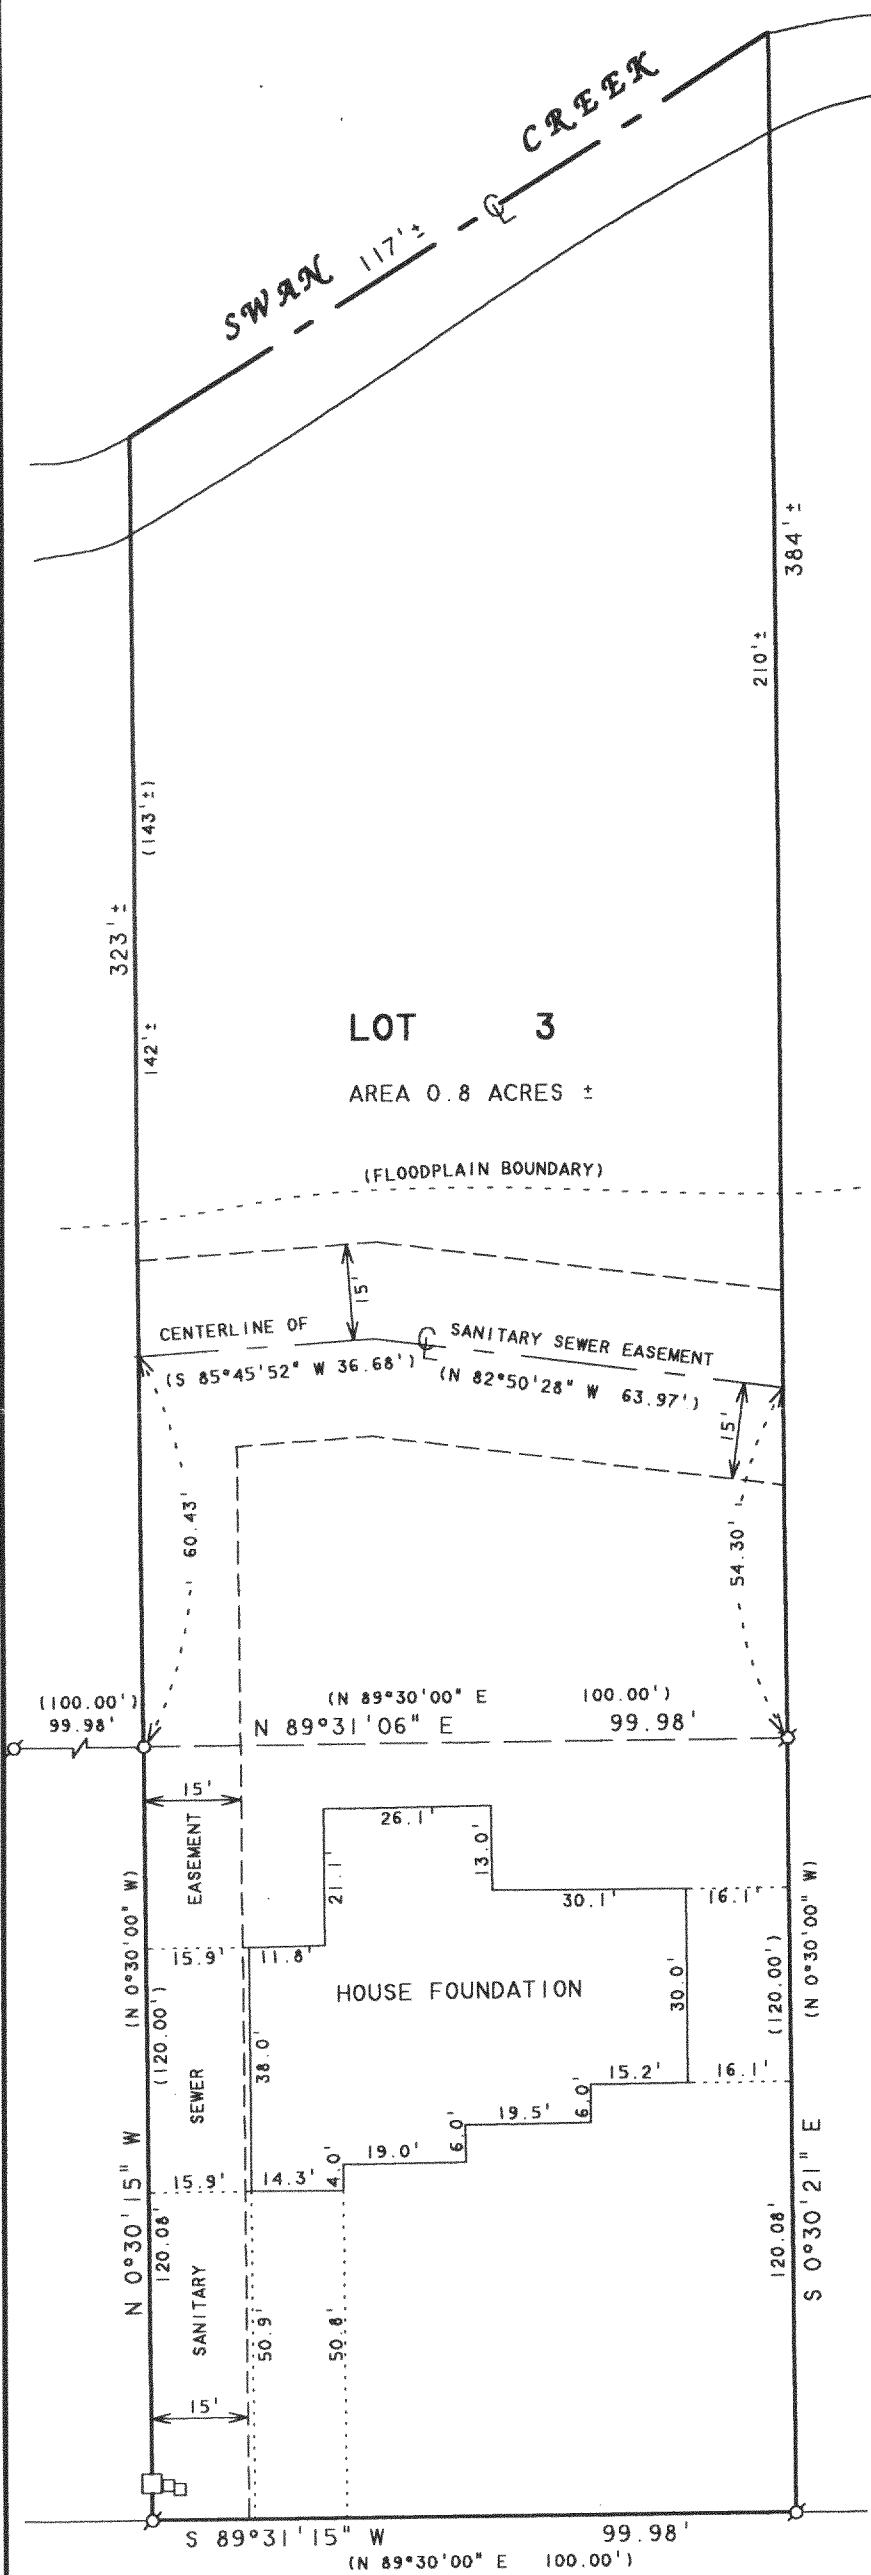 SWAN 117'± CREEK
CL
384'±
210'±
(143'±)
323'±
142'±
LOT 3
AREA 0.8 ACRES ±
(FLOODPLAIN BOUNDARY)
15'
CENTERLINE OF CL SANITARY SEWER EASEMENT
(S 85°45'52" W 36.68') (N 82°50'28" W 63.97')
15'
60.43'
54.30'
(100.00') (N 89°30'00" E 100.00')
99.98' N 89°31'06" E 99.98'
15'
26.1'
EASEMENT
21.1'
13.0'
30.1' 16.1'
(N 0°30'00" W)
(N 0°30'00" W)
15.9' 11.8'
HOUSE FOUNDATION
30.0'
(120.00')
(120.00')
38.0'
SEWER
15.2' 16.1'
6.0'
19.5'
6.0'
19.0'
4.0'
15.9' 14.3'
N 0°30'15" W
120.08'
S 0°30'21" E
120.08'
SANITARY
50.9'
50.8'
15'
S 89°31'15" W 99.98'
(N 89°30'00" E 100.00')